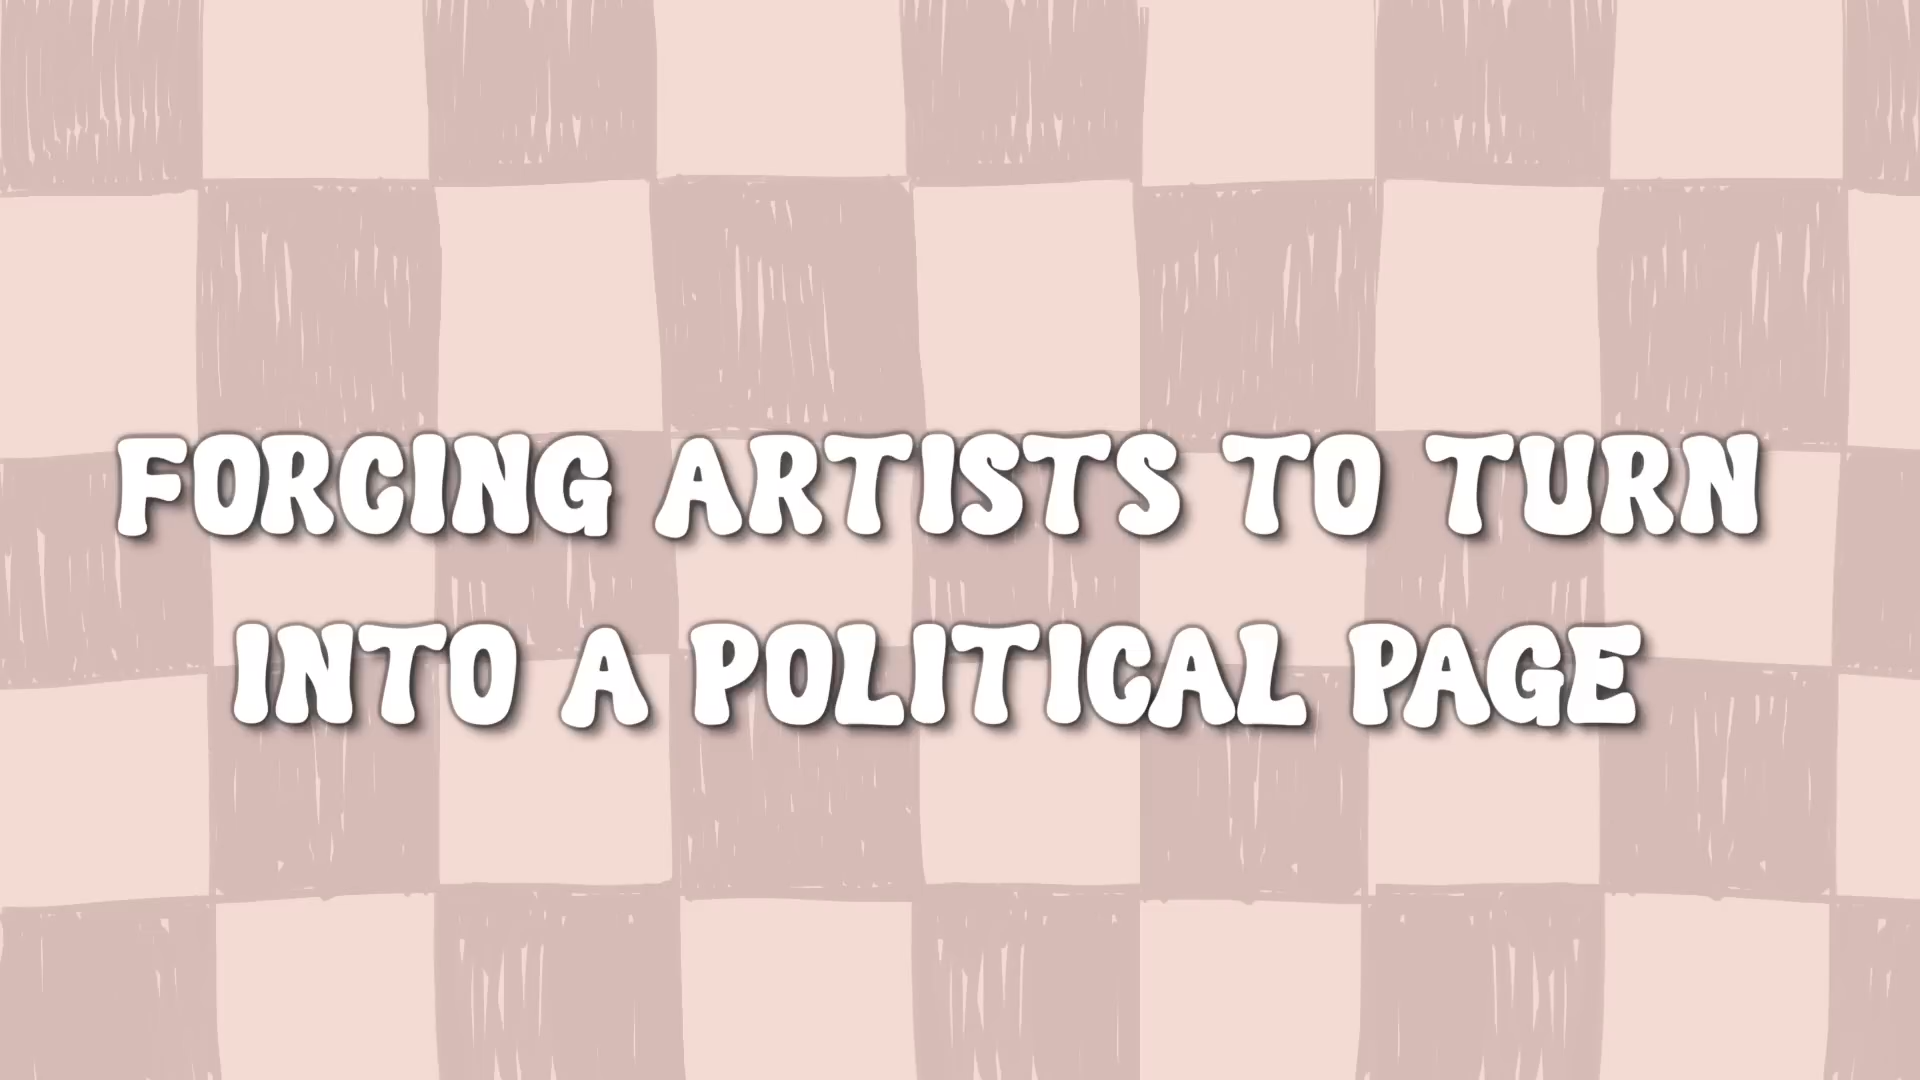 FORCING ARTISTS TO TURN
INTO A POLITICAL PAGE